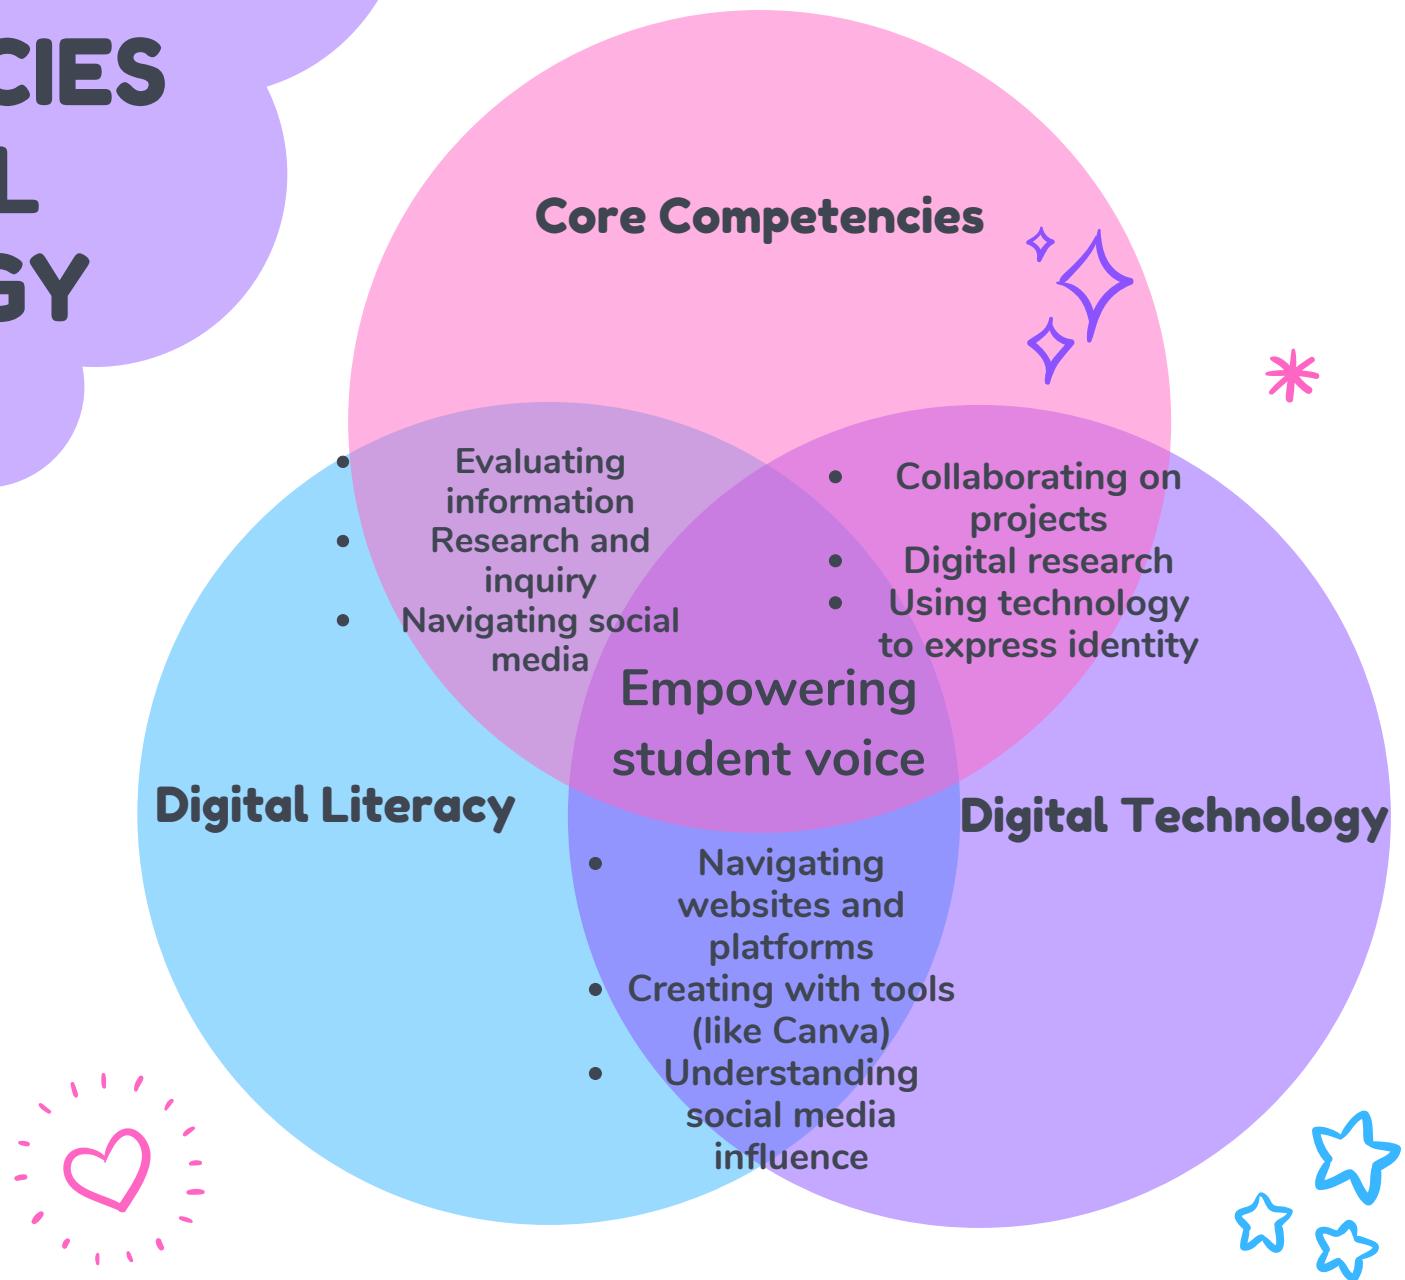 CIES
L
GY
Core Competencies
• Evaluating
information
• Research and
inquiry
• Navigating social
media
• Collaborating on
projects
• Digital research
• Using technology
to express identity
Empowering
student voice
Digital Literacy
Digital Technology
• Navigating
websites and
platforms
• Creating with tools
(like Canva)
• Understanding
social media
influence